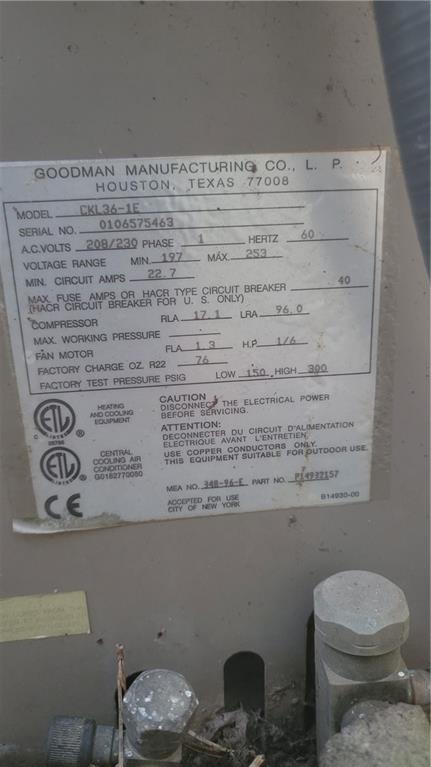 GOODMAN MANUFACTURING CO., L. P.
HOUSTON, TEXAS 77008
MODEL CKL36-1E
SERIAL NO. 0106575463
A.C.VOLTS 208/230 PHASE 1 HERTZ 60
VOLTAGE RANGE MIN. 197 MAX. 253
MIN. CIRCUIT AMPS 22.7
MAX. FUSE AMPS OR HACR TYPE CIRCUIT BREAKER 40
(HACR CIRCUIT BREAKER FOR U. S. ONLY)
COMPRESSOR RLA 17.1 LRA 96.0
MAX. WORKING PRESSURE
FAN MOTOR FLA 1.3 H.P. 1/6
FACTORY CHARGE OZ. R22 76
FACTORY TEST PRESSURE PSIG LOW 150 HIGH 300
CAUTION
DISCONNECT THE ELECTRICAL POWER
BEFORE SERVICING.
ATTENTION:
DECONNECTER DU CIRCUIT D'ALIMENTATION
ELECTRIQUE AVANT L'ENTRETIEN.
USE COPPER CONDUCTORS ONLY.
THIS EQUIPMENT SUITABLE FOR OUTDOOR USE.
ETL
HEATING
AND COOLING
EQUIPMENT
ETL
CENTRAL
COOLING AIR
CONDITIONER
G0182770080
CE
MEA NO. 348-96-E PART NO. P14932157
ACCEPTED FOR USE
CITY OF NEW YORK
B14930-00